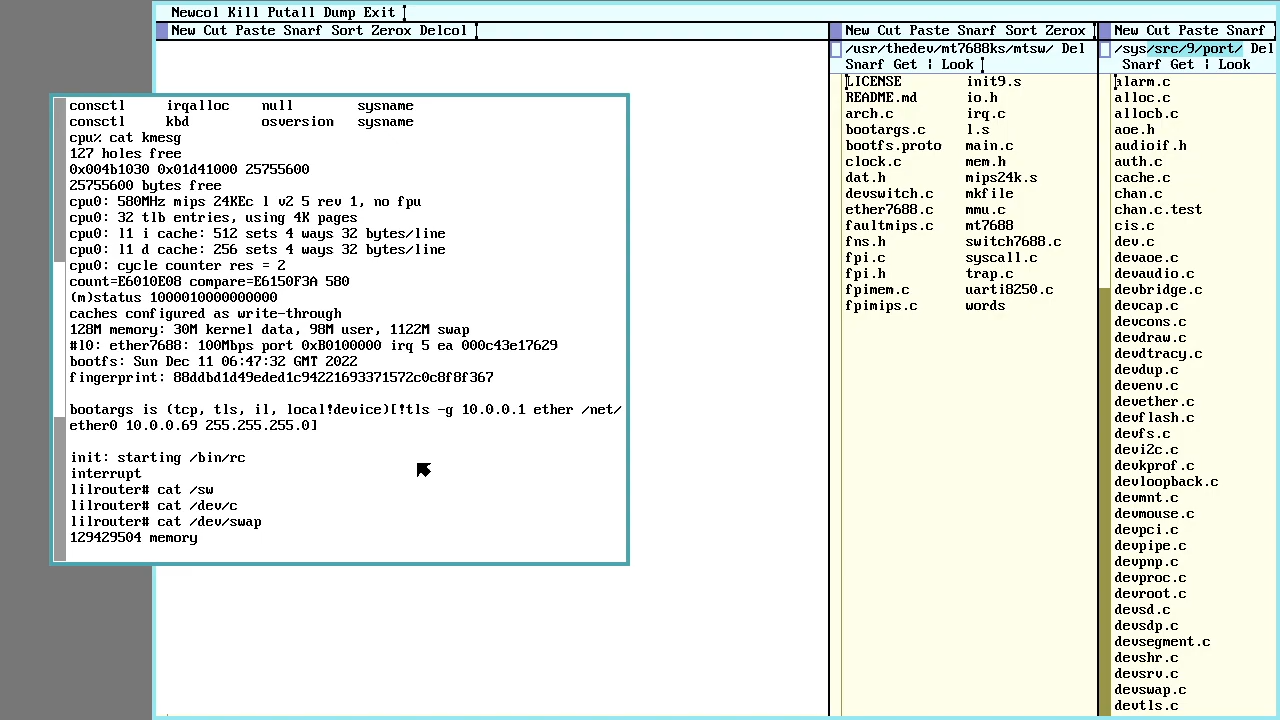 Newcol Kill Putall Dump Exit
New Cut Paste Snarf Sort Zerox Delcol
consctl irqalloc null sysname
consctl kbd osversion sysname
cpu% cat kmesg
127 holes free
0x004b1030 0x01d41000 25755600
25755600 bytes free
cpu0: 580MHz mips 24KEc l v2 5 rev 1, no fpu
cpu0: 32 tlb entries, using 4K pages
cpu0: l1 i cache: 512 sets 4 ways 32 bytes/line
cpu0: l1 d cache: 256 sets 4 ways 32 bytes/line
cpu0: cycle counter res = 2
count=E6010E08 compare=E6150F3A 580
(m)status 1000010000000000
caches configured as write-through
128M memory: 30M kernel data, 98M user, 1122M swap
#l0: ether7688: 100Mbps port 0xB0100000 irq 5 ea 000c43e17629
bootfs: Sun Dec 11 06:47:32 GMT 2022
fingerprint: 88ddbd1d49eded1c94221693371572c0c8f8f367
bootargs is (tcp, tls, il, local!device)[!tls -g 10.0.0.1 ether /net/
ether0 10.0.0.69 255.255.255.0]
init: starting /bin/rc
interrupt
lilrouter# cat /sw
lilrouter# cat /dev/c
lilrouter# cat /dev/swap
129429504 memory
New Cut Paste Snarf Sort Zerox
/usr/thedev/mt7688ks/mtsw/ Del
Snarf Get | Look
LICENSE init9.s
README.md io.h
arch.c irq.c
bootargs.c l.s
bootfs.proto main.c
clock.c mem.h
dat.h mips24k.s
devswitch.c mkfile
ether7688.c mmu.c
faultmips.c mt7688
fns.h switch7688.c
fpi.c syscall.c
fpi.h trap.c
fpimem.c uarti8250.c
fpimips.c words
New Cut Paste Snarf
/sys/src/9/port/ Del
Snarf Get | Look
alarm.c
alloc.c
allocb.c
aoe.h
audioif.h
auth.c
cache.c
chan.c
chan.c.test
cis.c
dev.c
devaoe.c
devaudio.c
devbridge.c
devcap.c
devcons.c
devdraw.c
devdtracy.c
devdup.c
devenv.c
devether.c
devflash.c
devfs.c
devi2c.c
devkprof.c
devloopback.c
devmnt.c
devmouse.c
devpci.c
devpipe.c
devpnp.c
devproc.c
devroot.c
devsd.c
devsdp.c
devsegment.c
devshr.c
devsrv.c
devswap.c
devtls.c